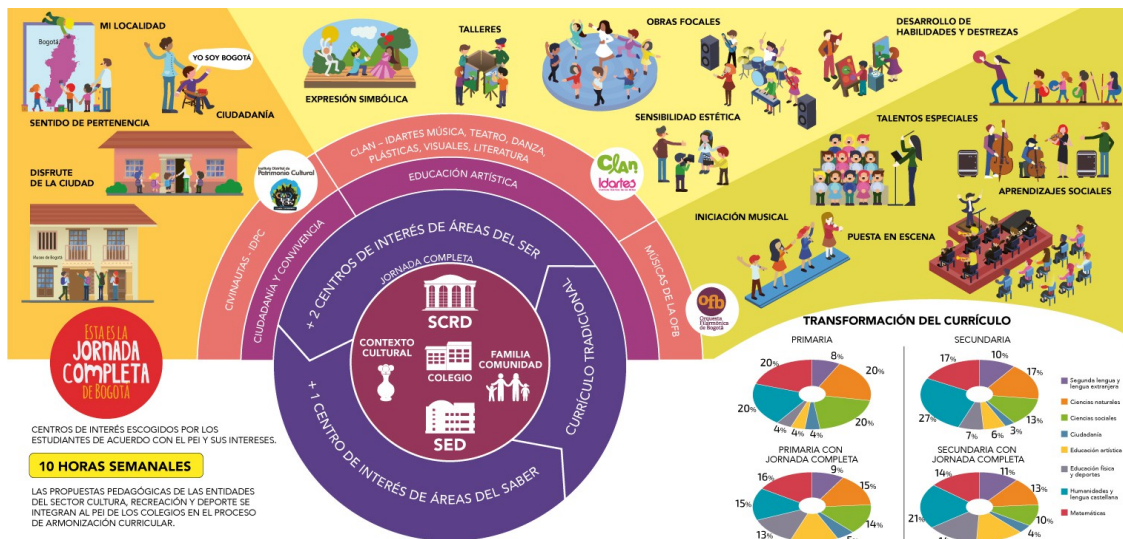 MI LOCALIDAD
Bogotá
YO SOY BOGOTÁ
CIUDADANÍA
SENTIDO DE PERTENENCIA
DISFRUTE
DE LA CIUDAD
Museo de Bogotá
EXPRESIÓN SIMBÓLICA
TALLERES
OBRAS FOCALES
SENSIBILIDAD ESTÉTICA
DESARROLLO DE
HABILIDADES Y DESTREZAS
TALENTOS ESPECIALES
APRENDIZAJES SOCIALES
INICIACIÓN MUSICAL
PUESTA EN ESCENA
CIVINAUTAS - IDPC
Patrimonio Cultural
CLAN – IDARTES MÚSICA, TEATRO, DANZA,
PLÁSTICAS, VISUALES, LITERATURA
Clan
Idartes
MÚSICAS DE LA OFB
ofb
Orquesta
Filarmónica
de Bogotá
CIUDADANÍA Y CONVIVENCIA
EDUCACIÓN ARTÍSTICA
+ 2 CENTROS DE INTERÉS DE ÁREAS DEL SER
JORNADA COMPLETA
CURRÍCULO TRADICIONAL
+ 1 CENTRO DE INTERÉS DE ÁREAS DEL SABER
SCRD
CONTEXTO
CULTURAL
COLEGIO
FAMILIA
COMUNIDAD
SED
ESTA ES LA
JORNADA
COMPLETA
DE BOGOTÁ
CENTROS DE INTERÉS ESCOGIDOS POR LOS
ESTUDIANTES DE ACUERDO CON EL PEI Y SUS INTERESES.
10 HORAS SEMANALES
LAS PROPUESTAS PEDAGÓGICAS DE LAS ENTIDADES
DEL SECTOR CULTURA, RECREACIÓN Y DEPORTE SE
INTEGRAN AL PEI DE LOS COLEGIOS EN EL PROCESO
DE ARMONIZACIÓN CURRICULAR.
TRANSFORMACIÓN DEL CURRÍCULO
PRIMARIA
8%
20%
20%
4%
4%
4%
20%
20%
SECUNDARIA
10%
17%
13%
3%
6%
7%
27%
17%
PRIMARIA CON
JORNADA COMPLETA
9%
15%
14%
13%
15%
16%
SECUNDARIA CON
JORNADA COMPLETA
11%
13%
10%
4%
21%
14%
Segunda lengua y
lengua extranjera
Ciencias naturales
Ciencias sociales
Ciudadanía
Educación artística
Educación física
y deportes
Humanidades y
lengua castellana
Matamáticas